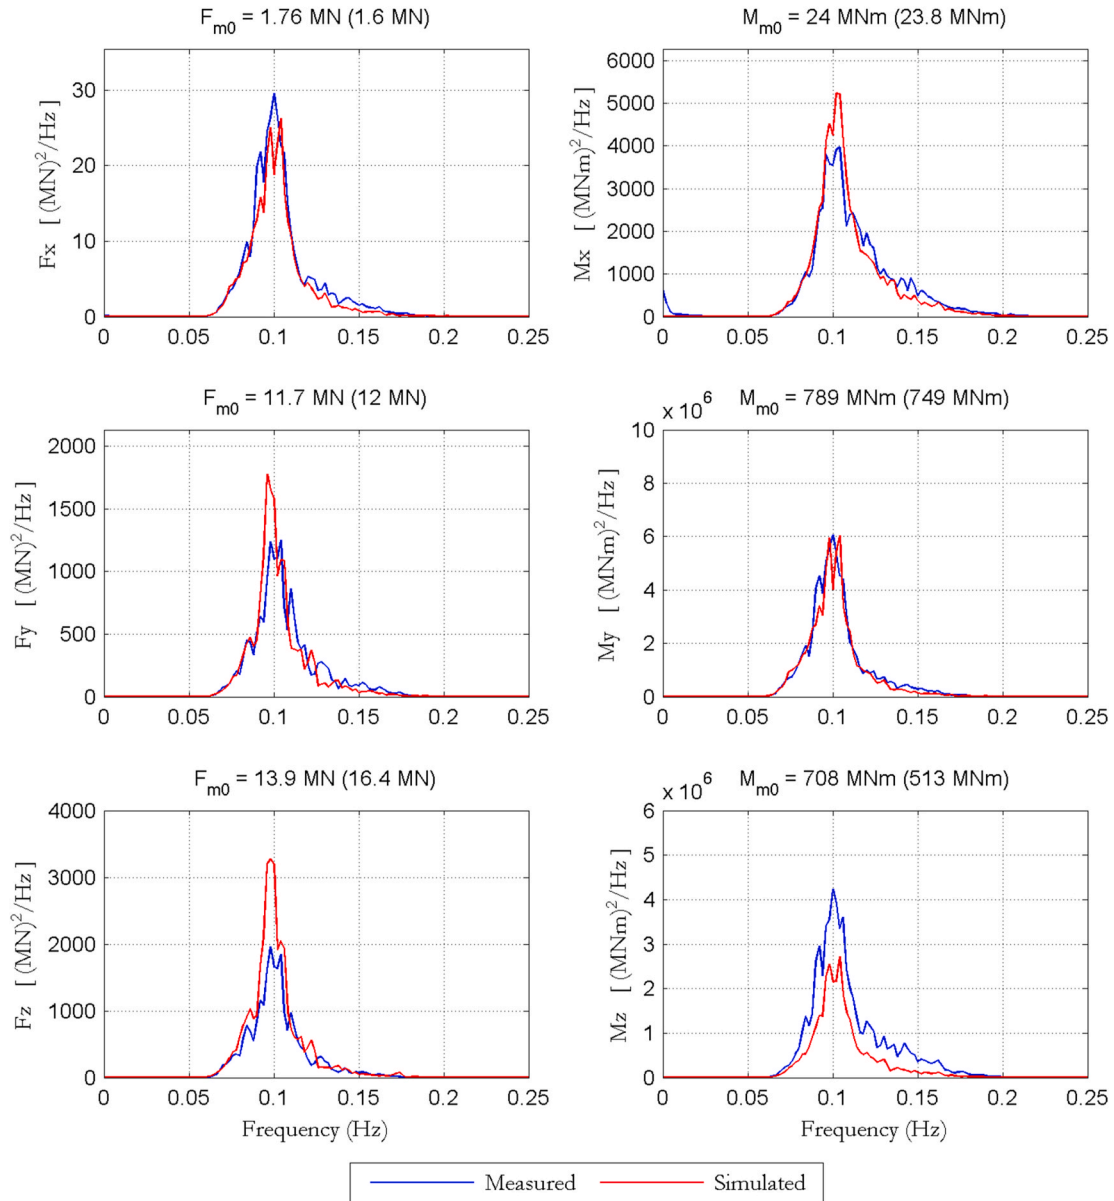 F_m0 = 1.76 MN (1.6 MN)
Fx [ (MN)²/Hz ]
30
20
10
0
0 0.05 0.1 0.15 0.2 0.25
M_m0 = 24 MNm (23.8 MNm)
Mx [ (MNm)²/Hz ]
6000
5000
4000
3000
2000
1000
0
0 0.05 0.1 0.15 0.2 0.25
F_m0 = 11.7 MN (12 MN)
Fy [ (MN)²/Hz ]
2000
1500
1000
500
0
0 0.05 0.1 0.15 0.2 0.25
x 10⁶ M_m0 = 789 MNm (749 MNm)
My [ (MNm)²/Hz ]
10
8
6
4
2
0
0 0.05 0.1 0.15 0.2 0.25
F_m0 = 13.9 MN (16.4 MN)
Fz [ (MN)²/Hz ]
4000
3000
2000
1000
0
0 0.05 0.1 0.15 0.2 0.25
Frequency (Hz)
x 10⁶ M_m0 = 708 MNm (513 MNm)
Mz [ (MNm)²/Hz ]
6
5
4
3
2
1
0
0 0.05 0.1 0.15 0.2 0.25
Frequency (Hz)
Measured Simulated